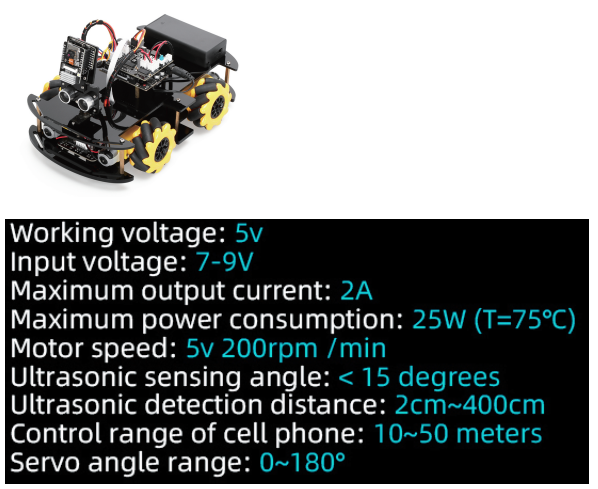 Working voltage: 5v
Input voltage: 7-9V
Maximum output current: 2A
Maximum power consumption: 25W (T=75℃)
Motor speed: 5v 200rpm /min
Ultrasonic sensing angle: < 15 degrees
Ultrasonic detection distance: 2cm~400cm
Control range of cell phone: 10~50 meters
Servo angle range: 0~180°